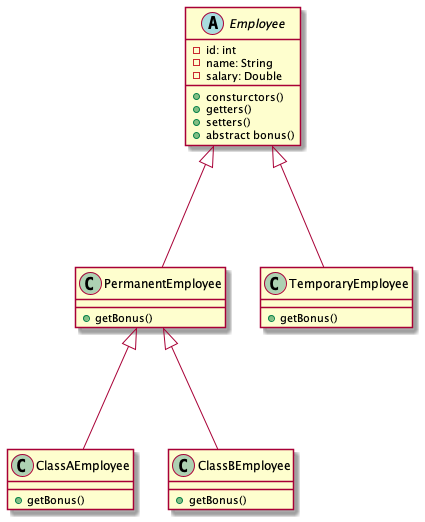 A Employee
id: int
name: String
salary: Double
consturctors()
getters()
setters()
abstract bonus()
C PermanentEmployee
getBonus()
C TemporaryEmployee
getBonus()
C ClassAEmployee
getBonus()
C ClassBEmployee
getBonus()